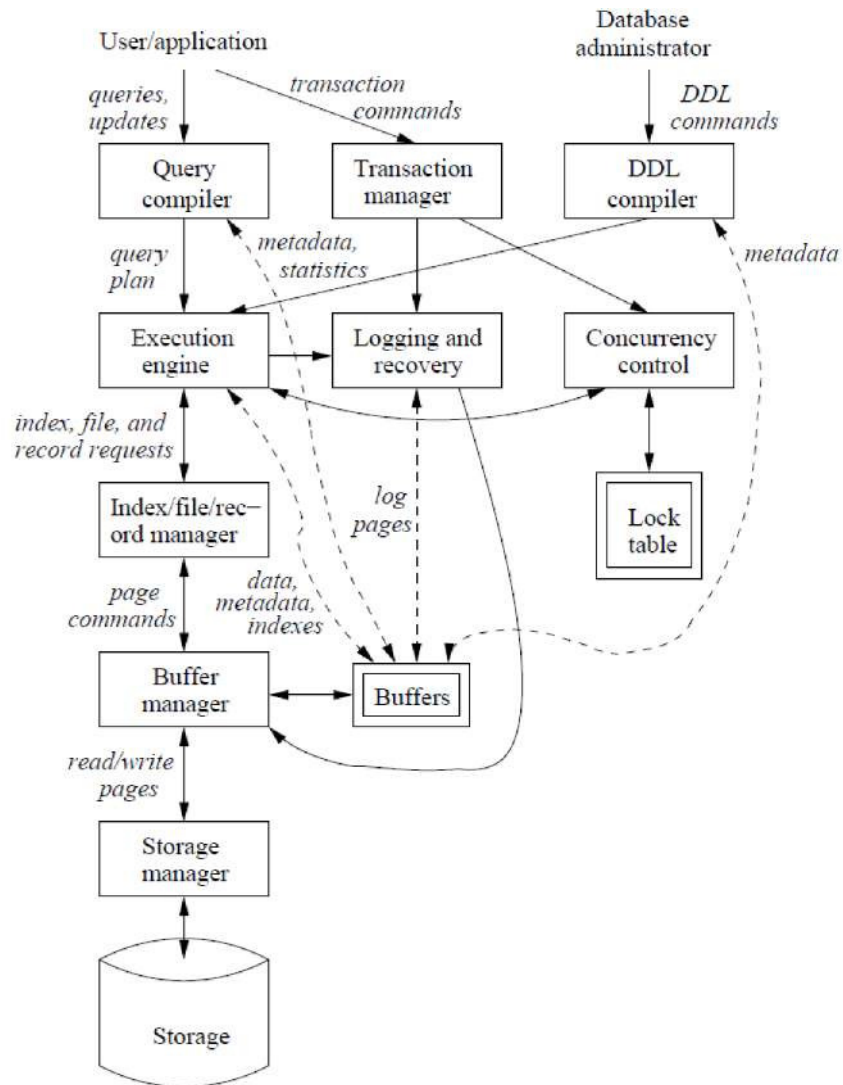 User/application
Database
administrator
queries,
updates
transaction
commands
DDL
commands
Query
compiler
Transaction
manager
DDL
compiler
query
plan
metadata,
statistics
metadata
Execution
engine
Logging and
recovery
Concurrency
control
index, file, and
record requests
Index/file/rec−
ord manager
log
pages
Lock
table
page
commands
data,
metadata,
indexes
Buffer
manager
Buffers
read/write
pages
Storage
manager
Storage